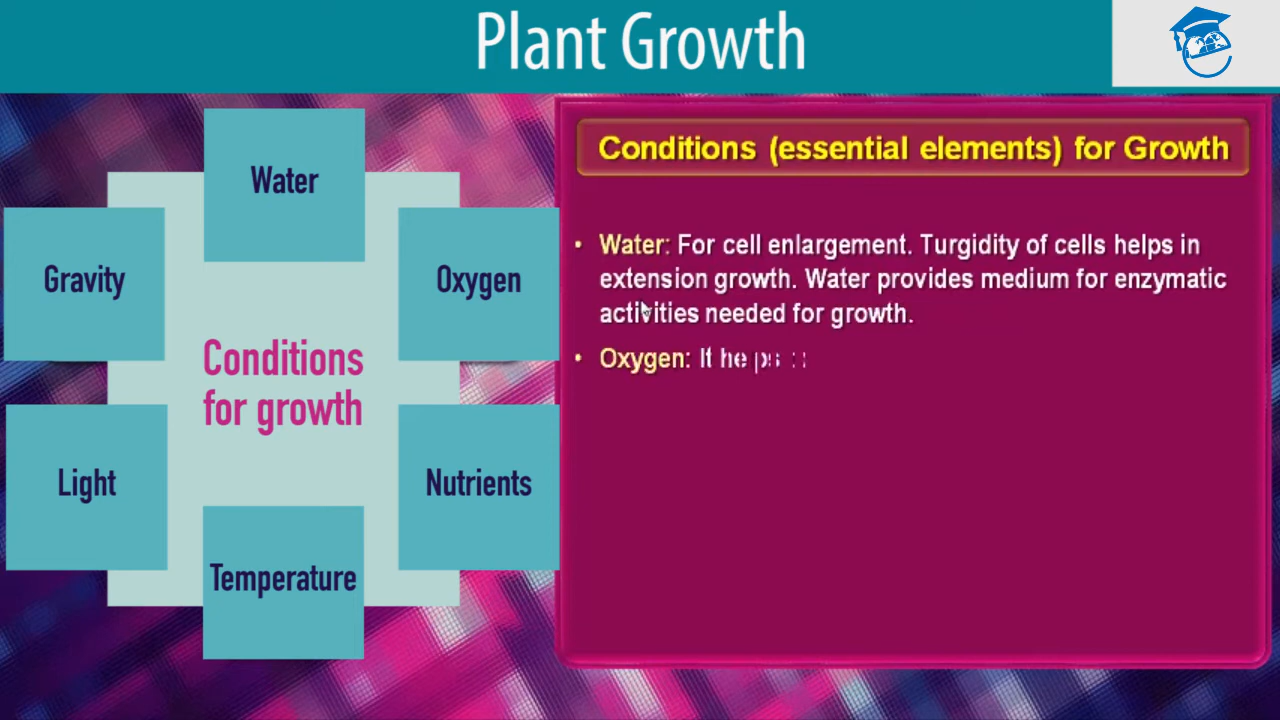 Plant Growth
Water
Gravity
Oxygen
Conditions
for growth
Light
Nutrients
Temperature
Conditions (essential elements) for Growth
• Water: For cell enlargement. Turgidity of cells helps in
extension growth. Water provides medium for enzymatic
activities needed for growth.
• Oxygen: It